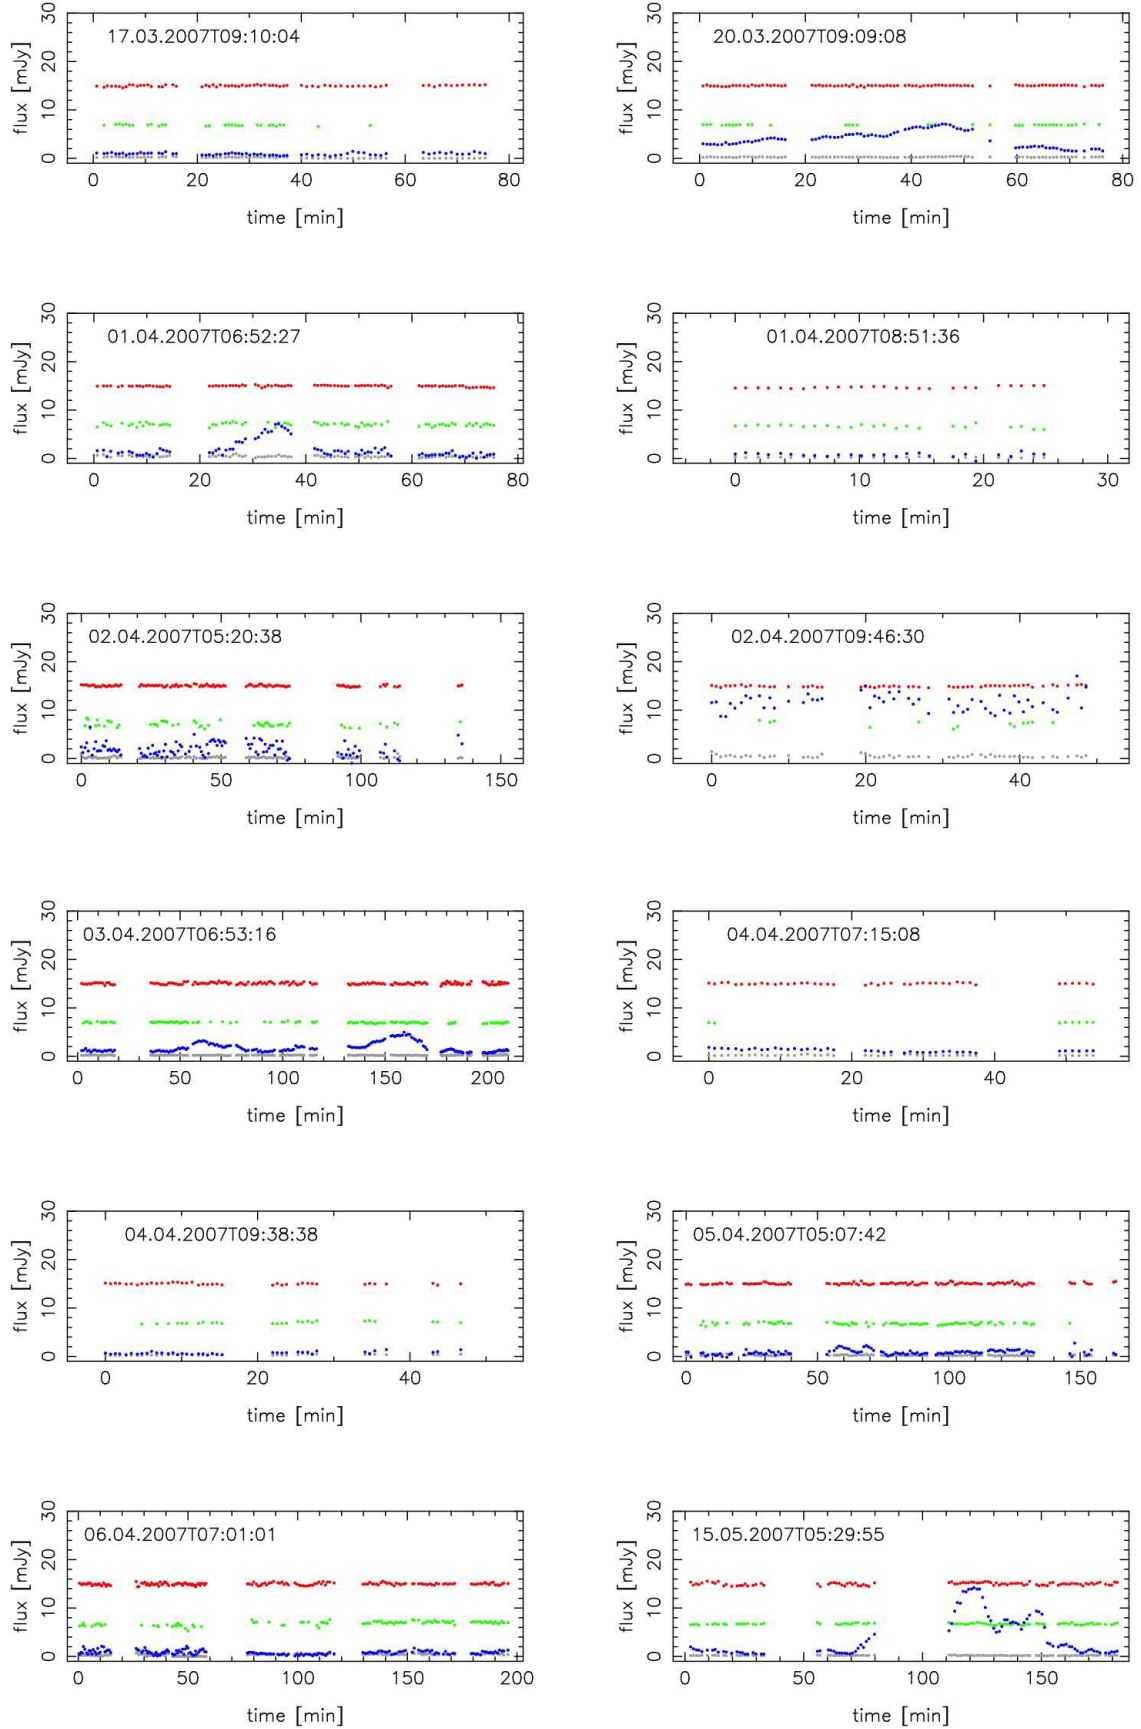 flux [mJy]
0 10 20 30
17.03.2007T09:10:04
0 20 40 60 80
time [min]
flux [mJy]
0 10 20 30
20.03.2007T09:09:08
0 20 40 60 80
time [min]
flux [mJy]
0 10 20 30
01.04.2007T06:52:27
0 20 40 60 80
time [min]
flux [mJy]
0 10 20 30
01.04.2007T08:51:36
0 10 20 30
time [min]
flux [mJy]
0 10 20 30
02.04.2007T05:20:38
0 50 100 150
time [min]
flux [mJy]
0 10 20 30
02.04.2007T09:46:30
0 20 40
time [min]
flux [mJy]
0 10 20 30
03.04.2007T06:53:16
0 50 100 150 200
time [min]
flux [mJy]
0 10 20 30
04.04.2007T07:15:08
0 20 40
time [min]
flux [mJy]
0 10 20 30
04.04.2007T09:38:38
0 20 40
time [min]
flux [mJy]
0 10 20 30
05.04.2007T05:07:42
0 50 100 150
time [min]
flux [mJy]
0 10 20 30
06.04.2007T07:01:01
0 50 100 150 200
time [min]
flux [mJy]
0 10 20 30
15.05.2007T05:29:55
0 50 100 150
time [min]